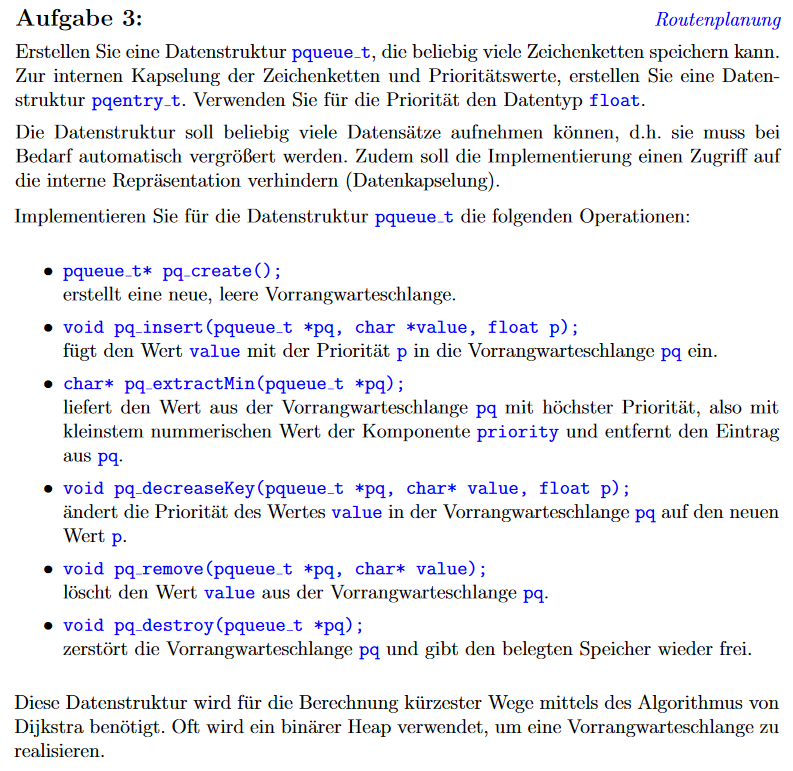 Aufgabe 3: Routenplanung
Erstellen Sie eine Datenstruktur pqueue_t, die beliebig viele Zeichenketten speichern kann.
Zur internen Kapselung der Zeichenketten und Prioritätswerte, erstellen Sie eine Daten-
struktur pqentry_t. Verwenden Sie für die Priorität den Datentyp float.
Die Datenstruktur soll beliebig viele Datensätze aufnehmen können, d.h. sie muss bei
Bedarf automatisch vergrößert werden. Zudem soll die Implementierung einen Zugriff auf
die interne Repräsentation verhindern (Datenkapselung).
Implementieren Sie für die Datenstruktur pqueue_t die folgenden Operationen:
• pqueue_t* pq_create();
erstellt eine neue, leere Vorrangwarteschlange.
• void pq_insert(pqueue_t *pq, char *value, float p);
fügt den Wert value mit der Priorität p in die Vorrangwarteschlange pq ein.
• char* pq_extractMin(pqueue_t *pq);
liefert den Wert aus der Vorrangwarteschlange pq mit höchster Priorität, also mit
kleinstem nummerischen Wert der Komponente priority und entfernt den Eintrag
aus pq.
• void pq_decreaseKey(pqueue_t *pq, char* value, float p);
ändert die Priorität des Wertes value in der Vorrangwarteschlange pq auf den neuen
Wert p.
• void pq_remove(pqueue_t *pq, char* value);
löscht den Wert value aus der Vorrangwarteschlange pq.
• void pq_destroy(pqueue_t *pq);
zerstört die Vorrangwarteschlange pq und gibt den belegten Speicher wieder frei.
Diese Datenstruktur wird für die Berechnung kürzester Wege mittels des Algorithmus von
Dijkstra benötigt. Oft wird ein binärer Heap verwendet, um eine Vorrangwarteschlange zu
realisieren.